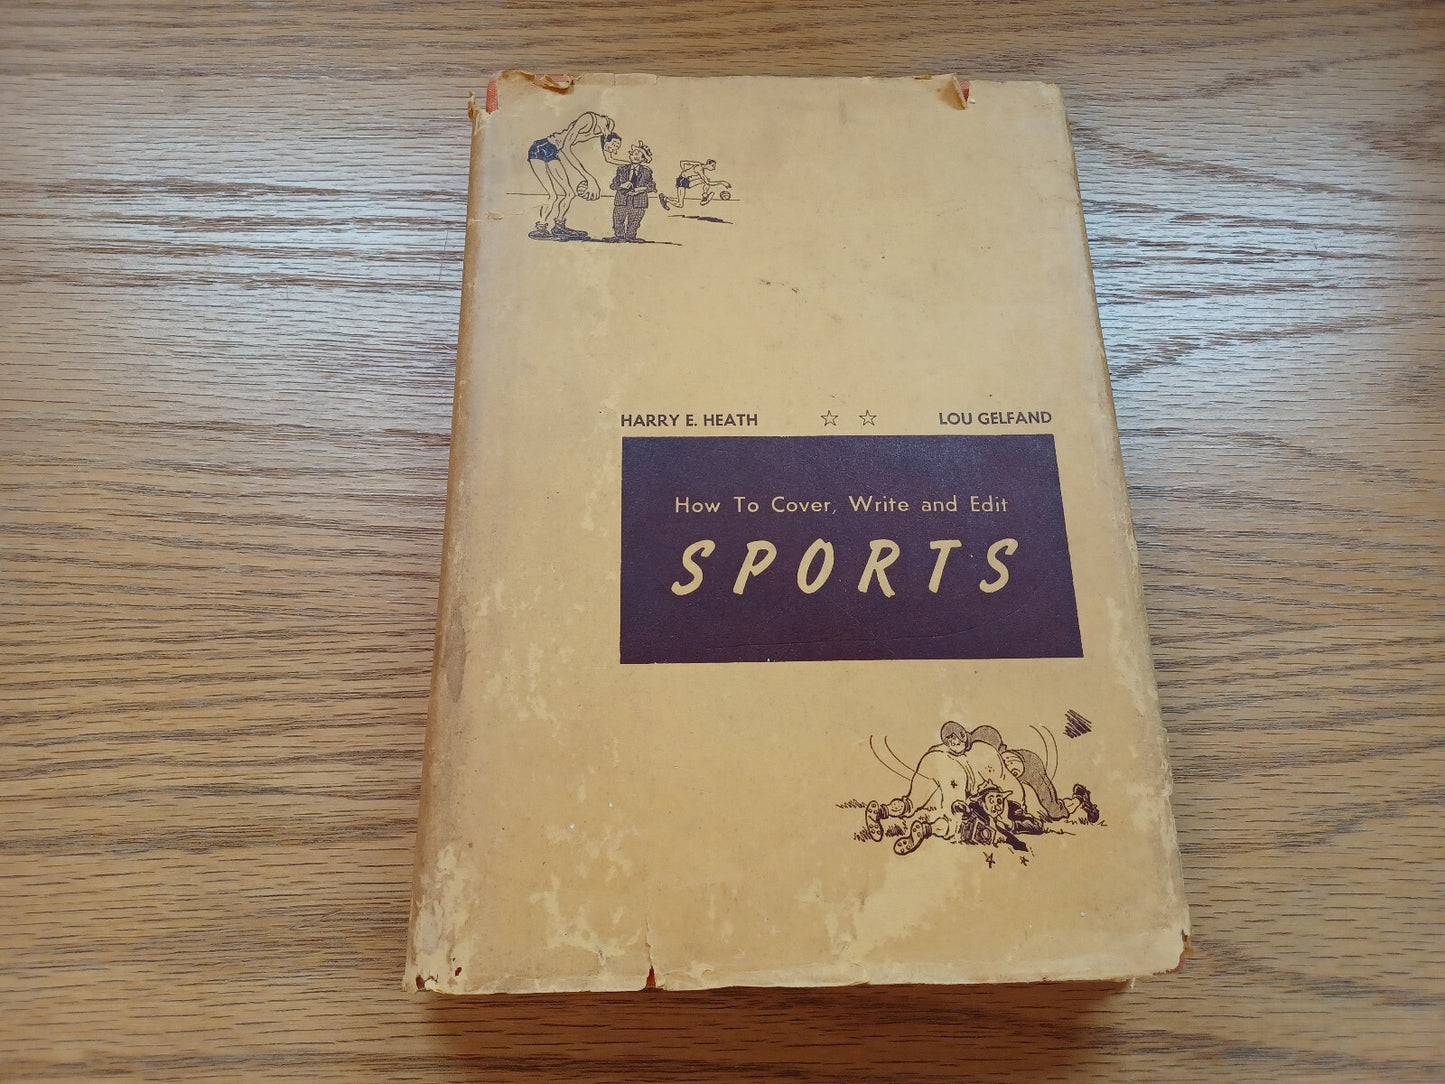 HARRY E. HEATH ☆ ☆ LOU GELFAND
How To Cover, Write and Edit
SPORTS